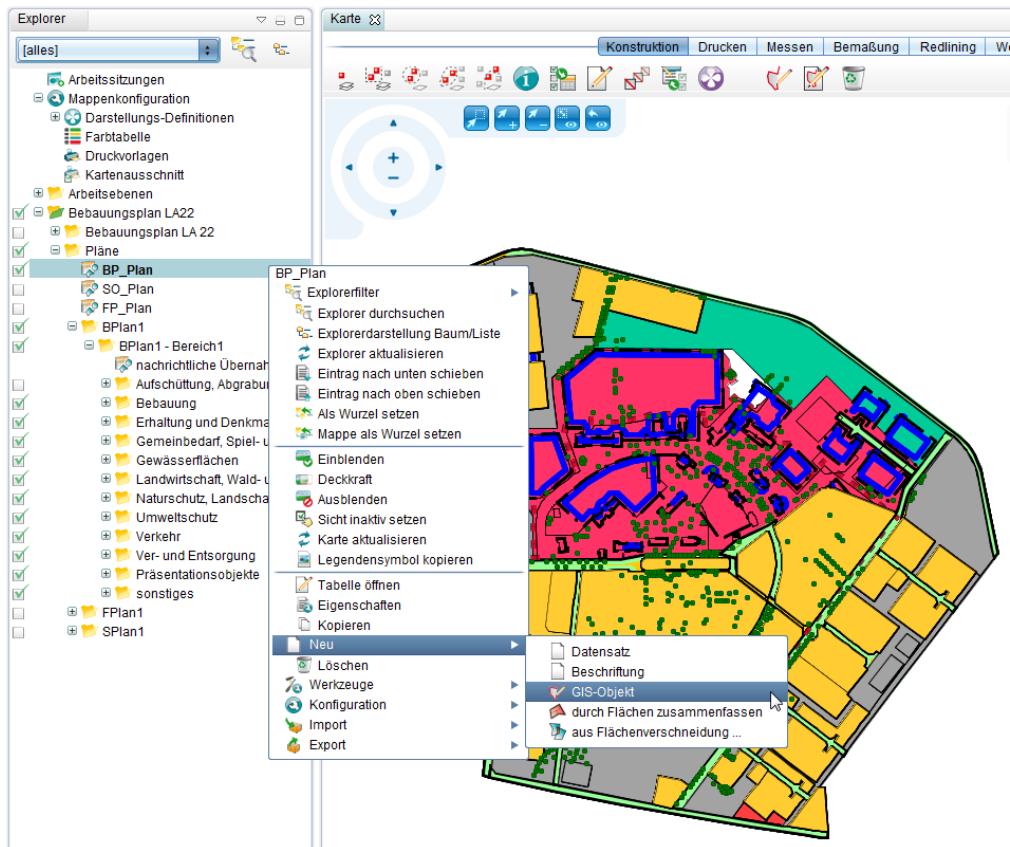 Explorer
Karte
[alles]
Konstruktion Drucken Messen Bemaßung Redlining We
Arbeitssitzungen
Mappenkonfiguration
Darstellungs-Definitionen
Farbtabelle
Druckvorlagen
Kartenausschnitt
Arbeitsebenen
Bebauungsplan LA22
Bebauungsplan LA 22
Pläne
BP_Plan
SO_Plan
FP_Plan
BPlan1
BPlan1 - Bereich1
nachrichtliche Übernah
Aufschüttung, Abgrabur
Bebauung
Erhaltung und Denkma
Gemeinbedarf, Spiel- u
Gewässerflächen
Landwirtschaft, Wald- u
Naturschutz, Landscha
Umweltschutz
Verkehr
Ver- und Entsorgung
Präsentationsobjekte
sonstiges
FPlan1
SPlan1
BP_Plan
Explorerfilter
Explorer durchsuchen
Explorerdarstellung Baum/Liste
Explorer aktualisieren
Eintrag nach unten schieben
Eintrag nach oben schieben
Als Wurzel setzen
Mappe als Wurzel setzen
Einblenden
Deckkraft
Ausblenden
Sicht inaktiv setzen
Karte aktualisieren
Legendensymbol kopieren
Tabelle öffnen
Eigenschaften
Kopieren
Neu
Löschen
Werkzeuge
Konfiguration
Import
Export
Datensatz
Beschriftung
GIS-Objekt
durch Flächen zusammenfassen
aus Flächenverschneidung ...